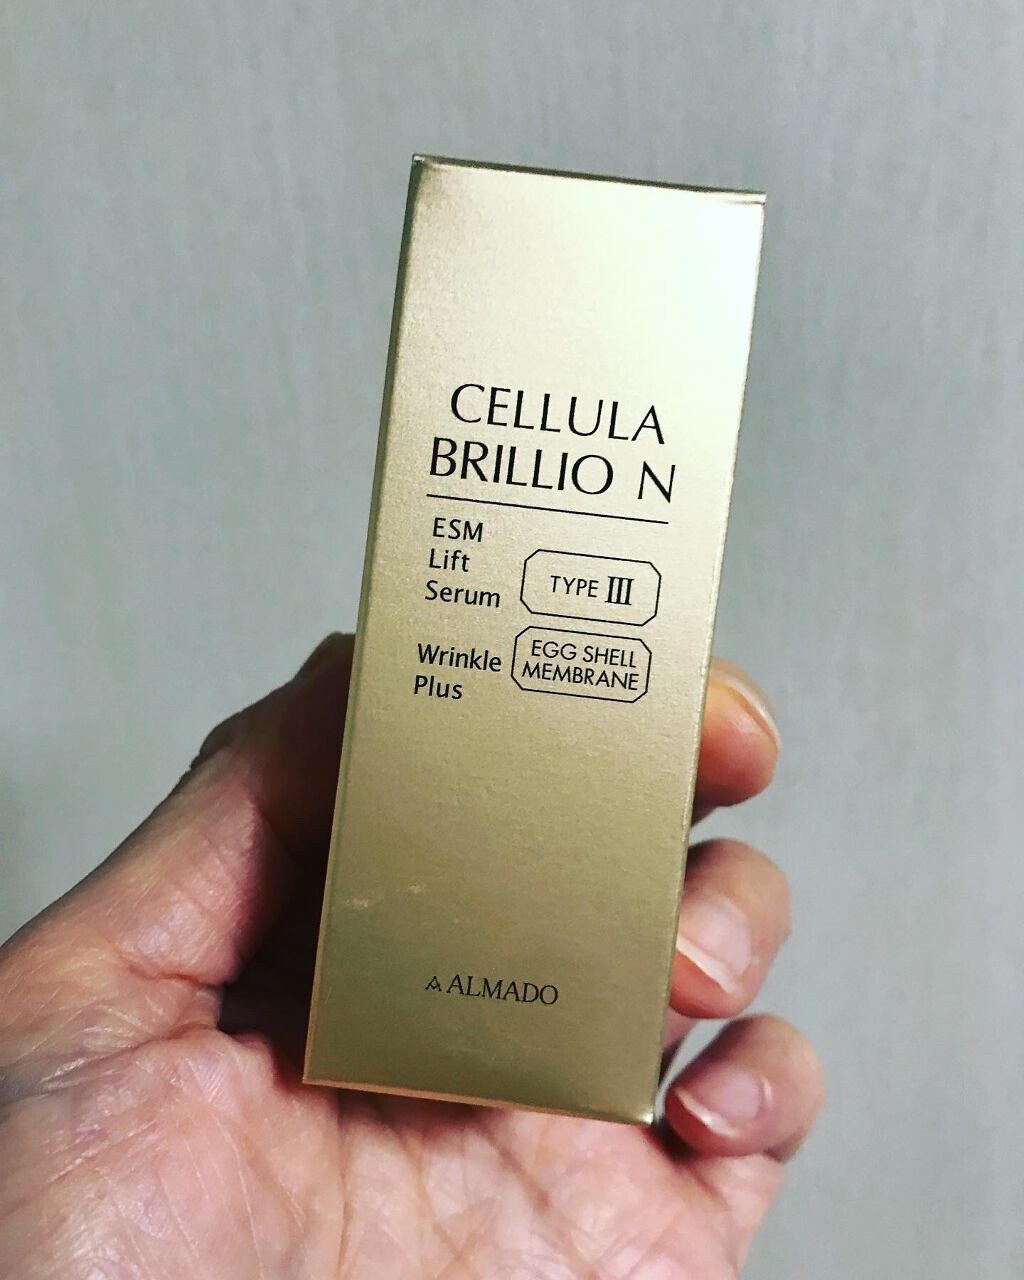 CELLULA
BRILLIO N
ESM
Lift
Serum
TYPE III
Wrinkle
Plus
EGG SHELL
MEMBRANE
ALMADO